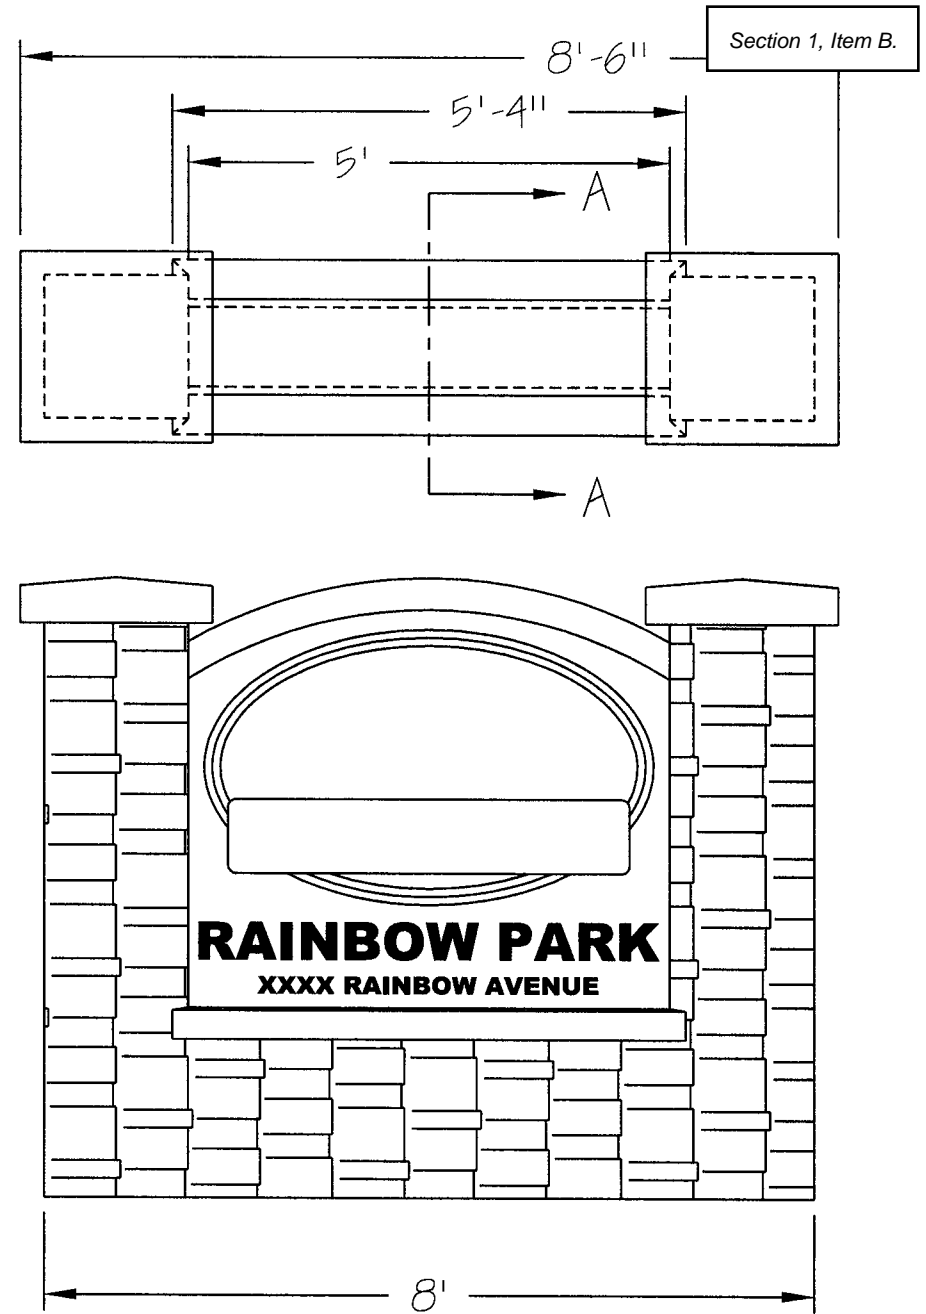 Section 1, Item B.
8'-6"
5'-4"
5'
A
A
RAINBOW PARK
XXXX RAINBOW AVENUE
8'